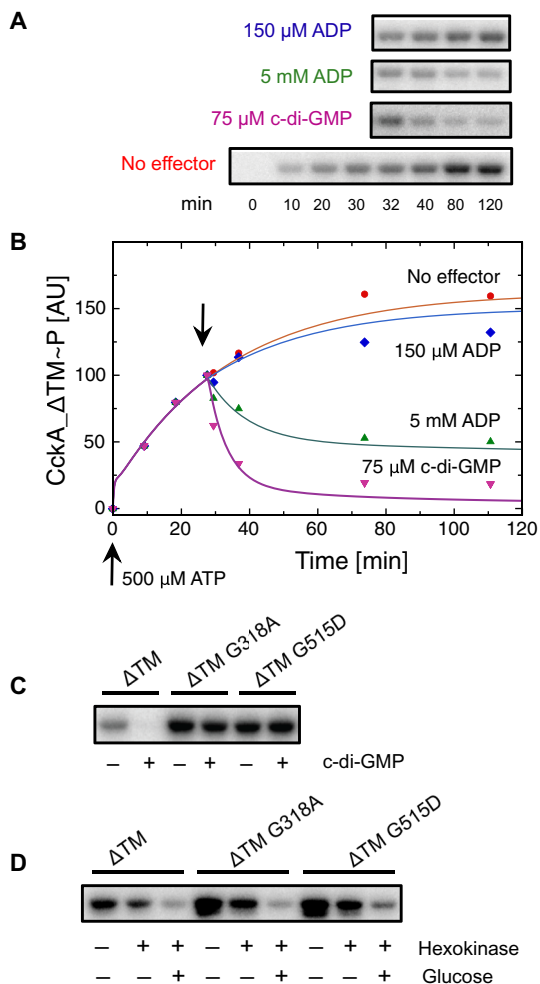 A
150 µM ADP
5 mM ADP
75 µM c-di-GMP
No effector
min 0 10 20 30 32 40 80 120
B
CckA_ΔTM~P [AU]
150
100
50
0
No effector
150 µM ADP
5 mM ADP
75 µM c-di-GMP
0 20 40 60 80 100 120
Time [min]
500 µM ATP
C
ΔTM ΔTM G318A ΔTM G515D
– + – + – + c-di-GMP
D
ΔTM ΔTM G318A ΔTM G515D
– + + – + + – + + Hexokinase
– – + – – + – – + Glucose